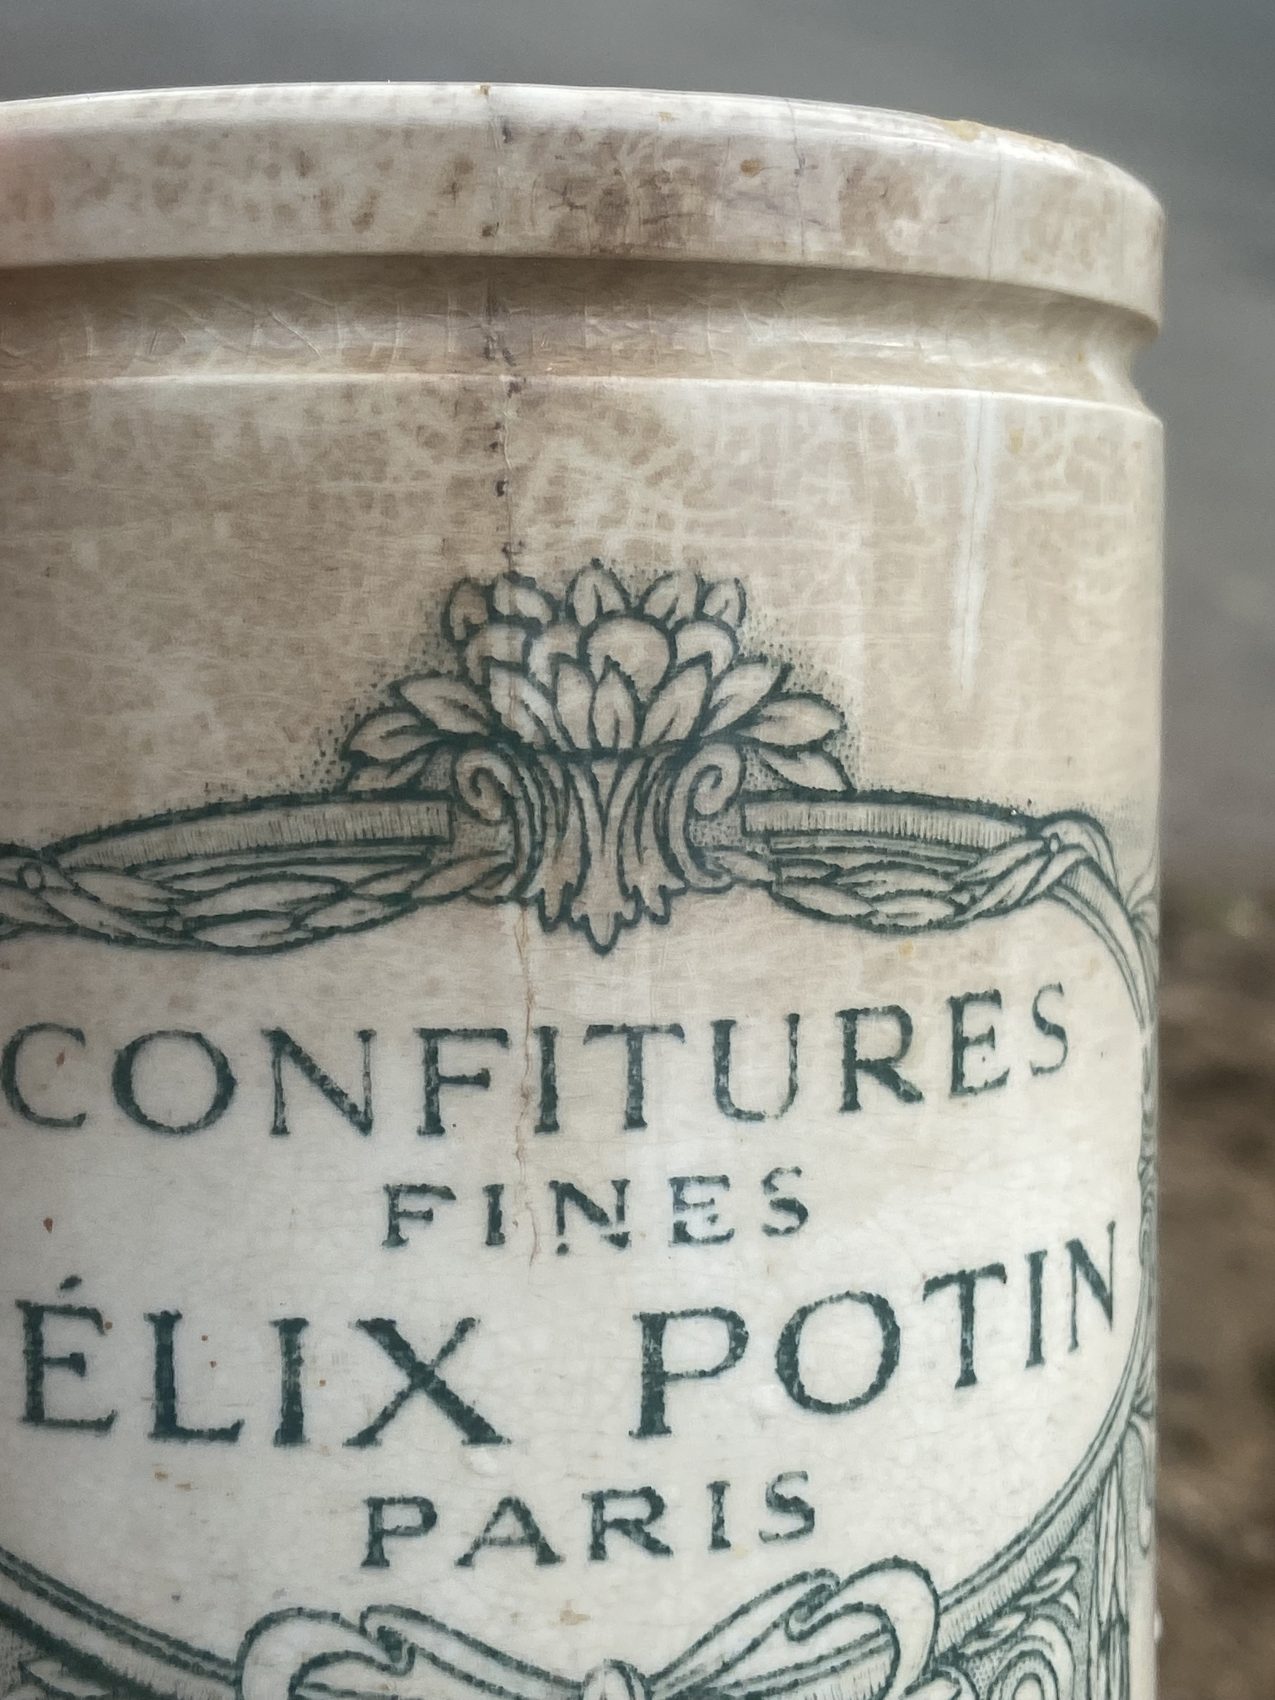 CONFITURES
FINES
ÉLIX POTIN
PARIS